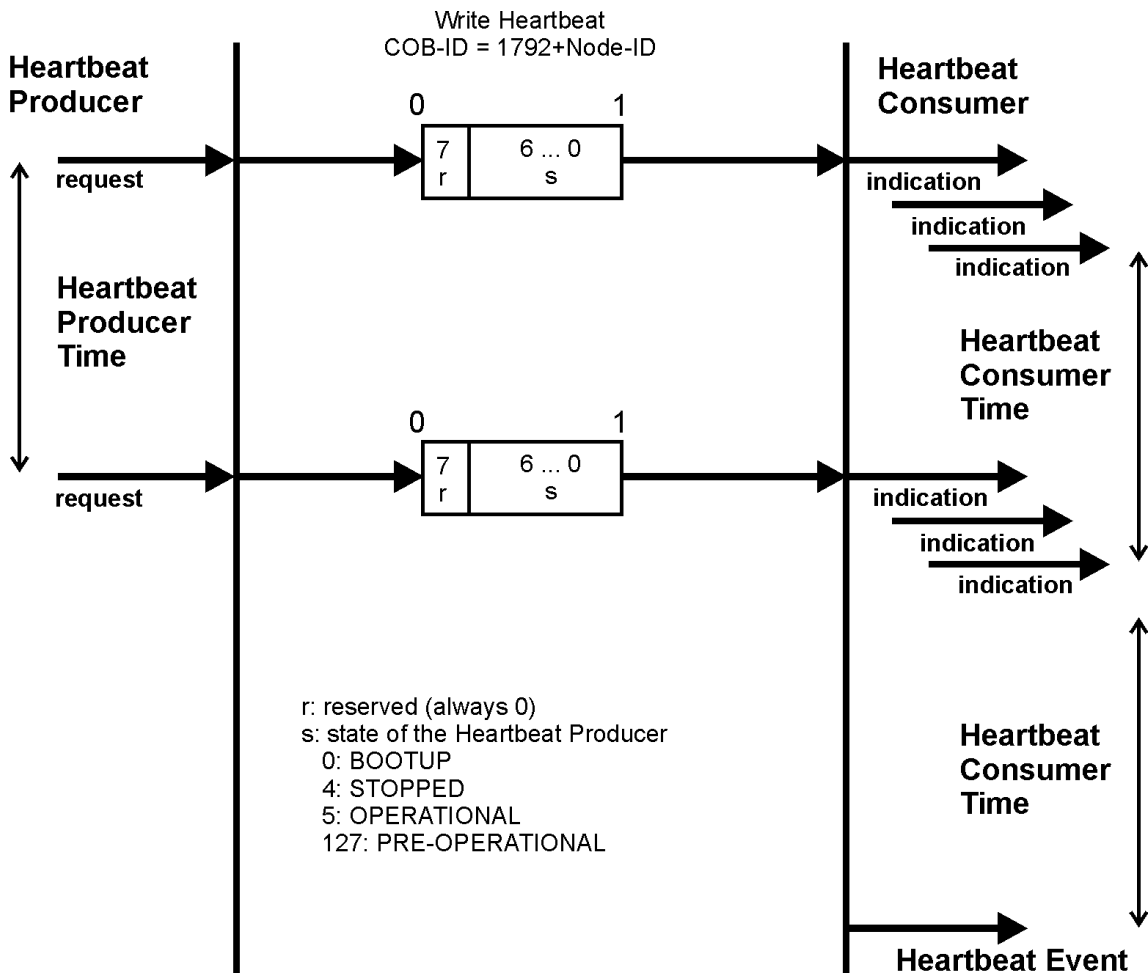 Write Heartbeat
COB-ID = 1792+Node-ID
Heartbeat
Producer
Heartbeat
Consumer
0 1
7 6 ... 0
r s
request
indication
indication
indication
Heartbeat
Producer
Time
Heartbeat
Consumer
Time
0 1
7 6 ... 0
r s
request
indication
indication
indication
r: reserved (always 0)
s: state of the Heartbeat Producer
0: BOOTUP
4: STOPPED
5: OPERATIONAL
127: PRE-OPERATIONAL
Heartbeat
Consumer
Time
Heartbeat Event